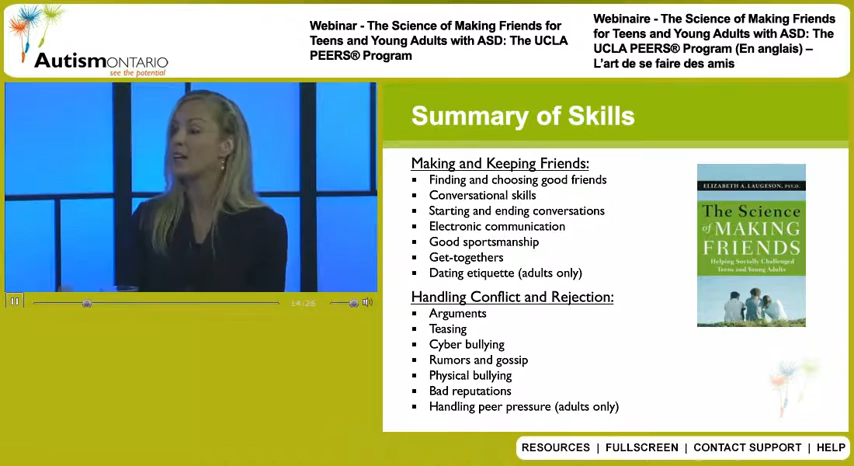 AutismONTARIO
see the potential
Webinar - The Science of Making Friends for
Teens and Young Adults with ASD: The UCLA
PEERS® Program
Webinaire - The Science of Making Friends
for Teens and Young Adults with ASD: The
UCLA PEERS® Program (En anglais) –
L'art de se faire des amis
14/28
Summary of Skills
Making and Keeping Friends:
▪ Finding and choosing good friends
▪ Conversational skills
▪ Starting and ending conversations
▪ Electronic communication
▪ Good sportsmanship
▪ Get-togethers
▪ Dating etiquette (adults only)
Handling Conflict and Rejection:
▪ Arguments
▪ Teasing
▪ Cyber bullying
▪ Rumors and gossip
▪ Physical bullying
▪ Bad reputations
▪ Handling peer pressure (adults only)
ELIZABETH A. LAUGESON, PSY.D.
The Science
of MAKING
FRIENDS
Helping Socially Challenged
Teens and Young Adults
RESOURCES | FULLSCREEN | CONTACT SUPPORT | HELP